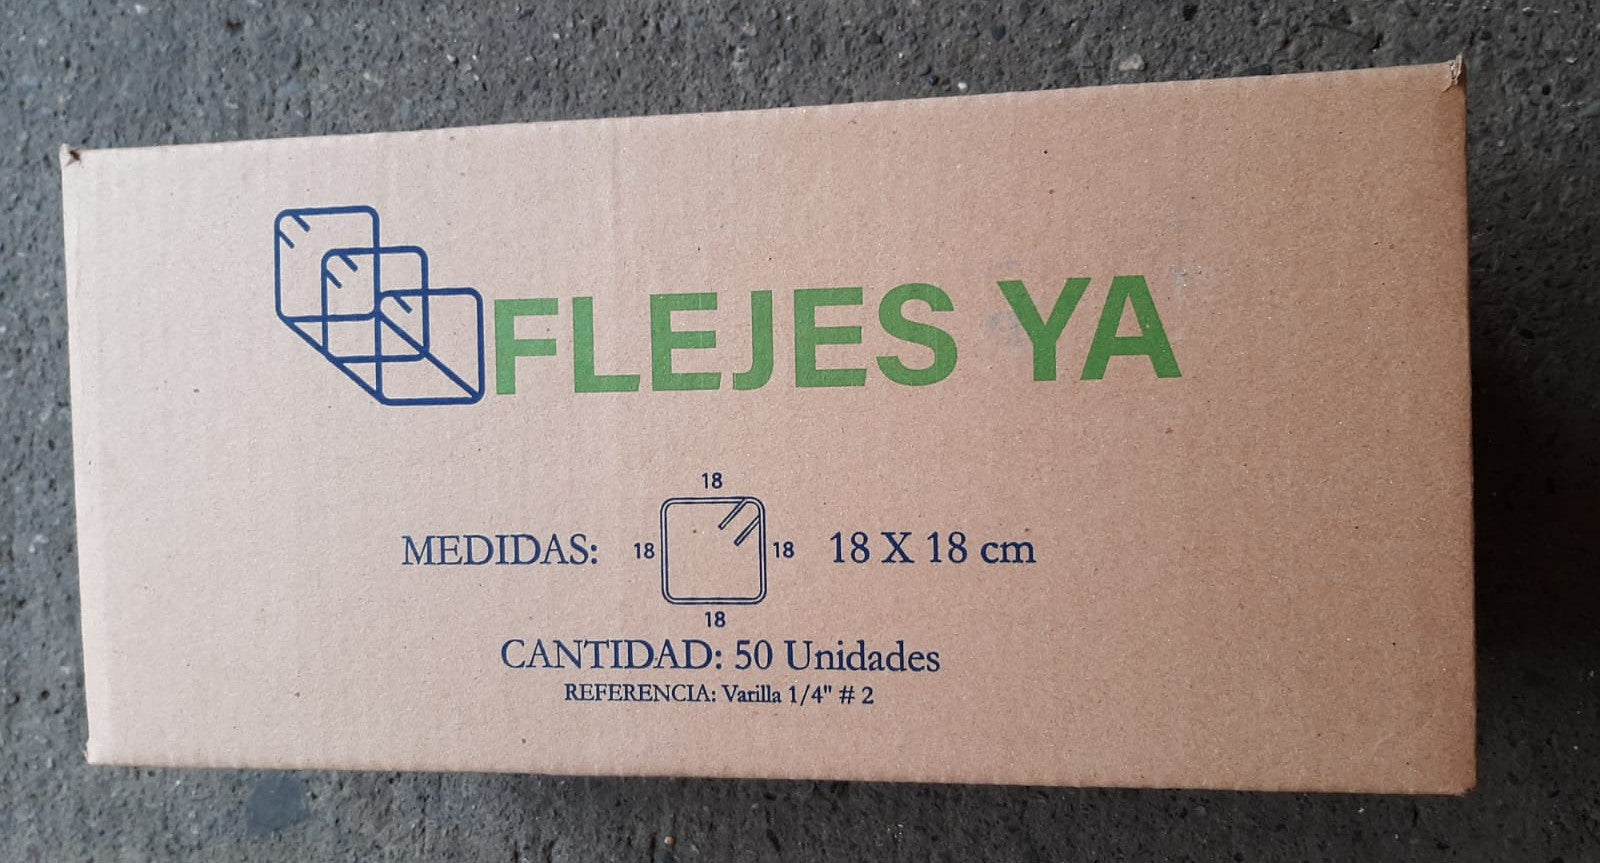 FLEJES YA
18
MEDIDAS: 18 18 18 X 18 cm
18
CANTIDAD: 50 Unidades
REFERENCIA: Varilla 1/4" # 2